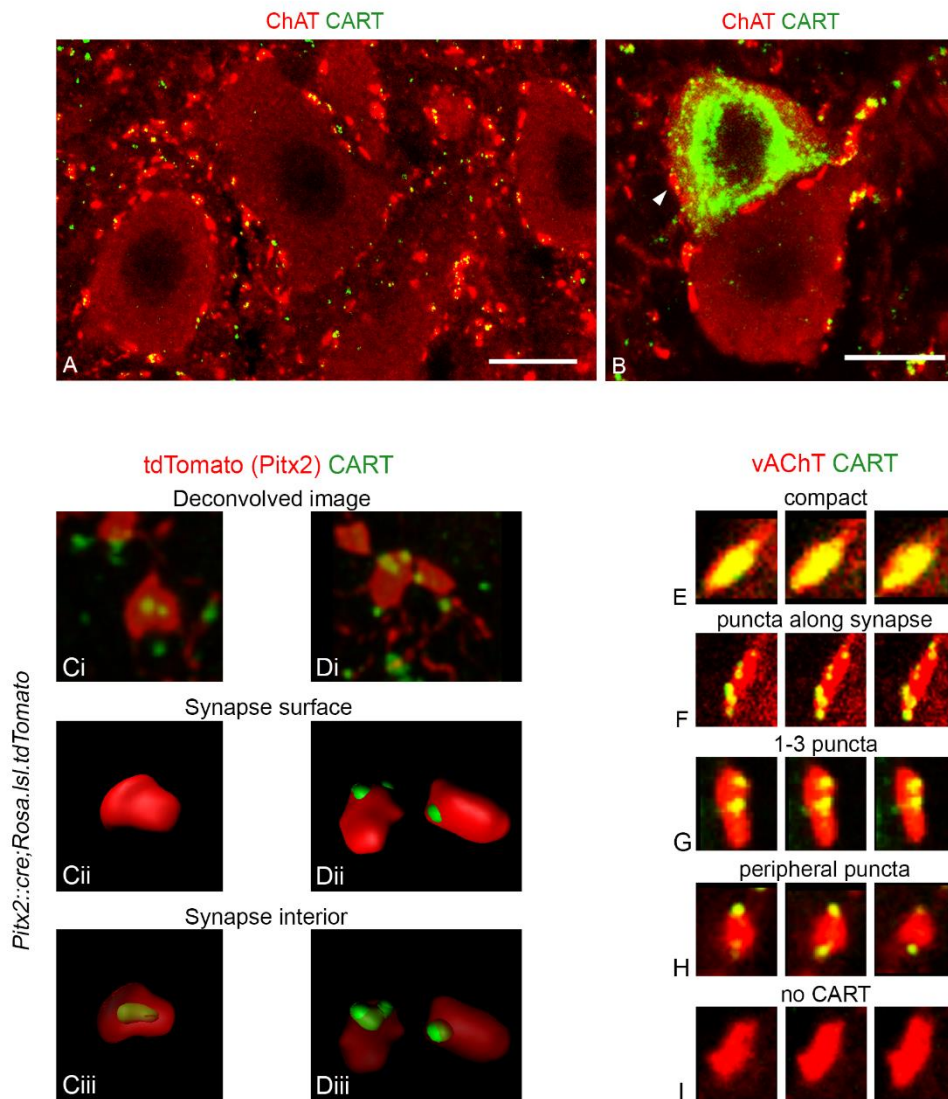 ChAT CART
ChAT CART
A
B
tdTomato (Pitx2) CART
Deconvolved image
Ci
Di
Synapse surface
Cii
Dii
Synapse interior
Ciii
Diii
Pitx2::cre;Rosa.lsl.tdTomato
vAChT CART
compact
E
puncta along synapse
F
1-3 puncta
G
peripheral puncta
H
no CART
I